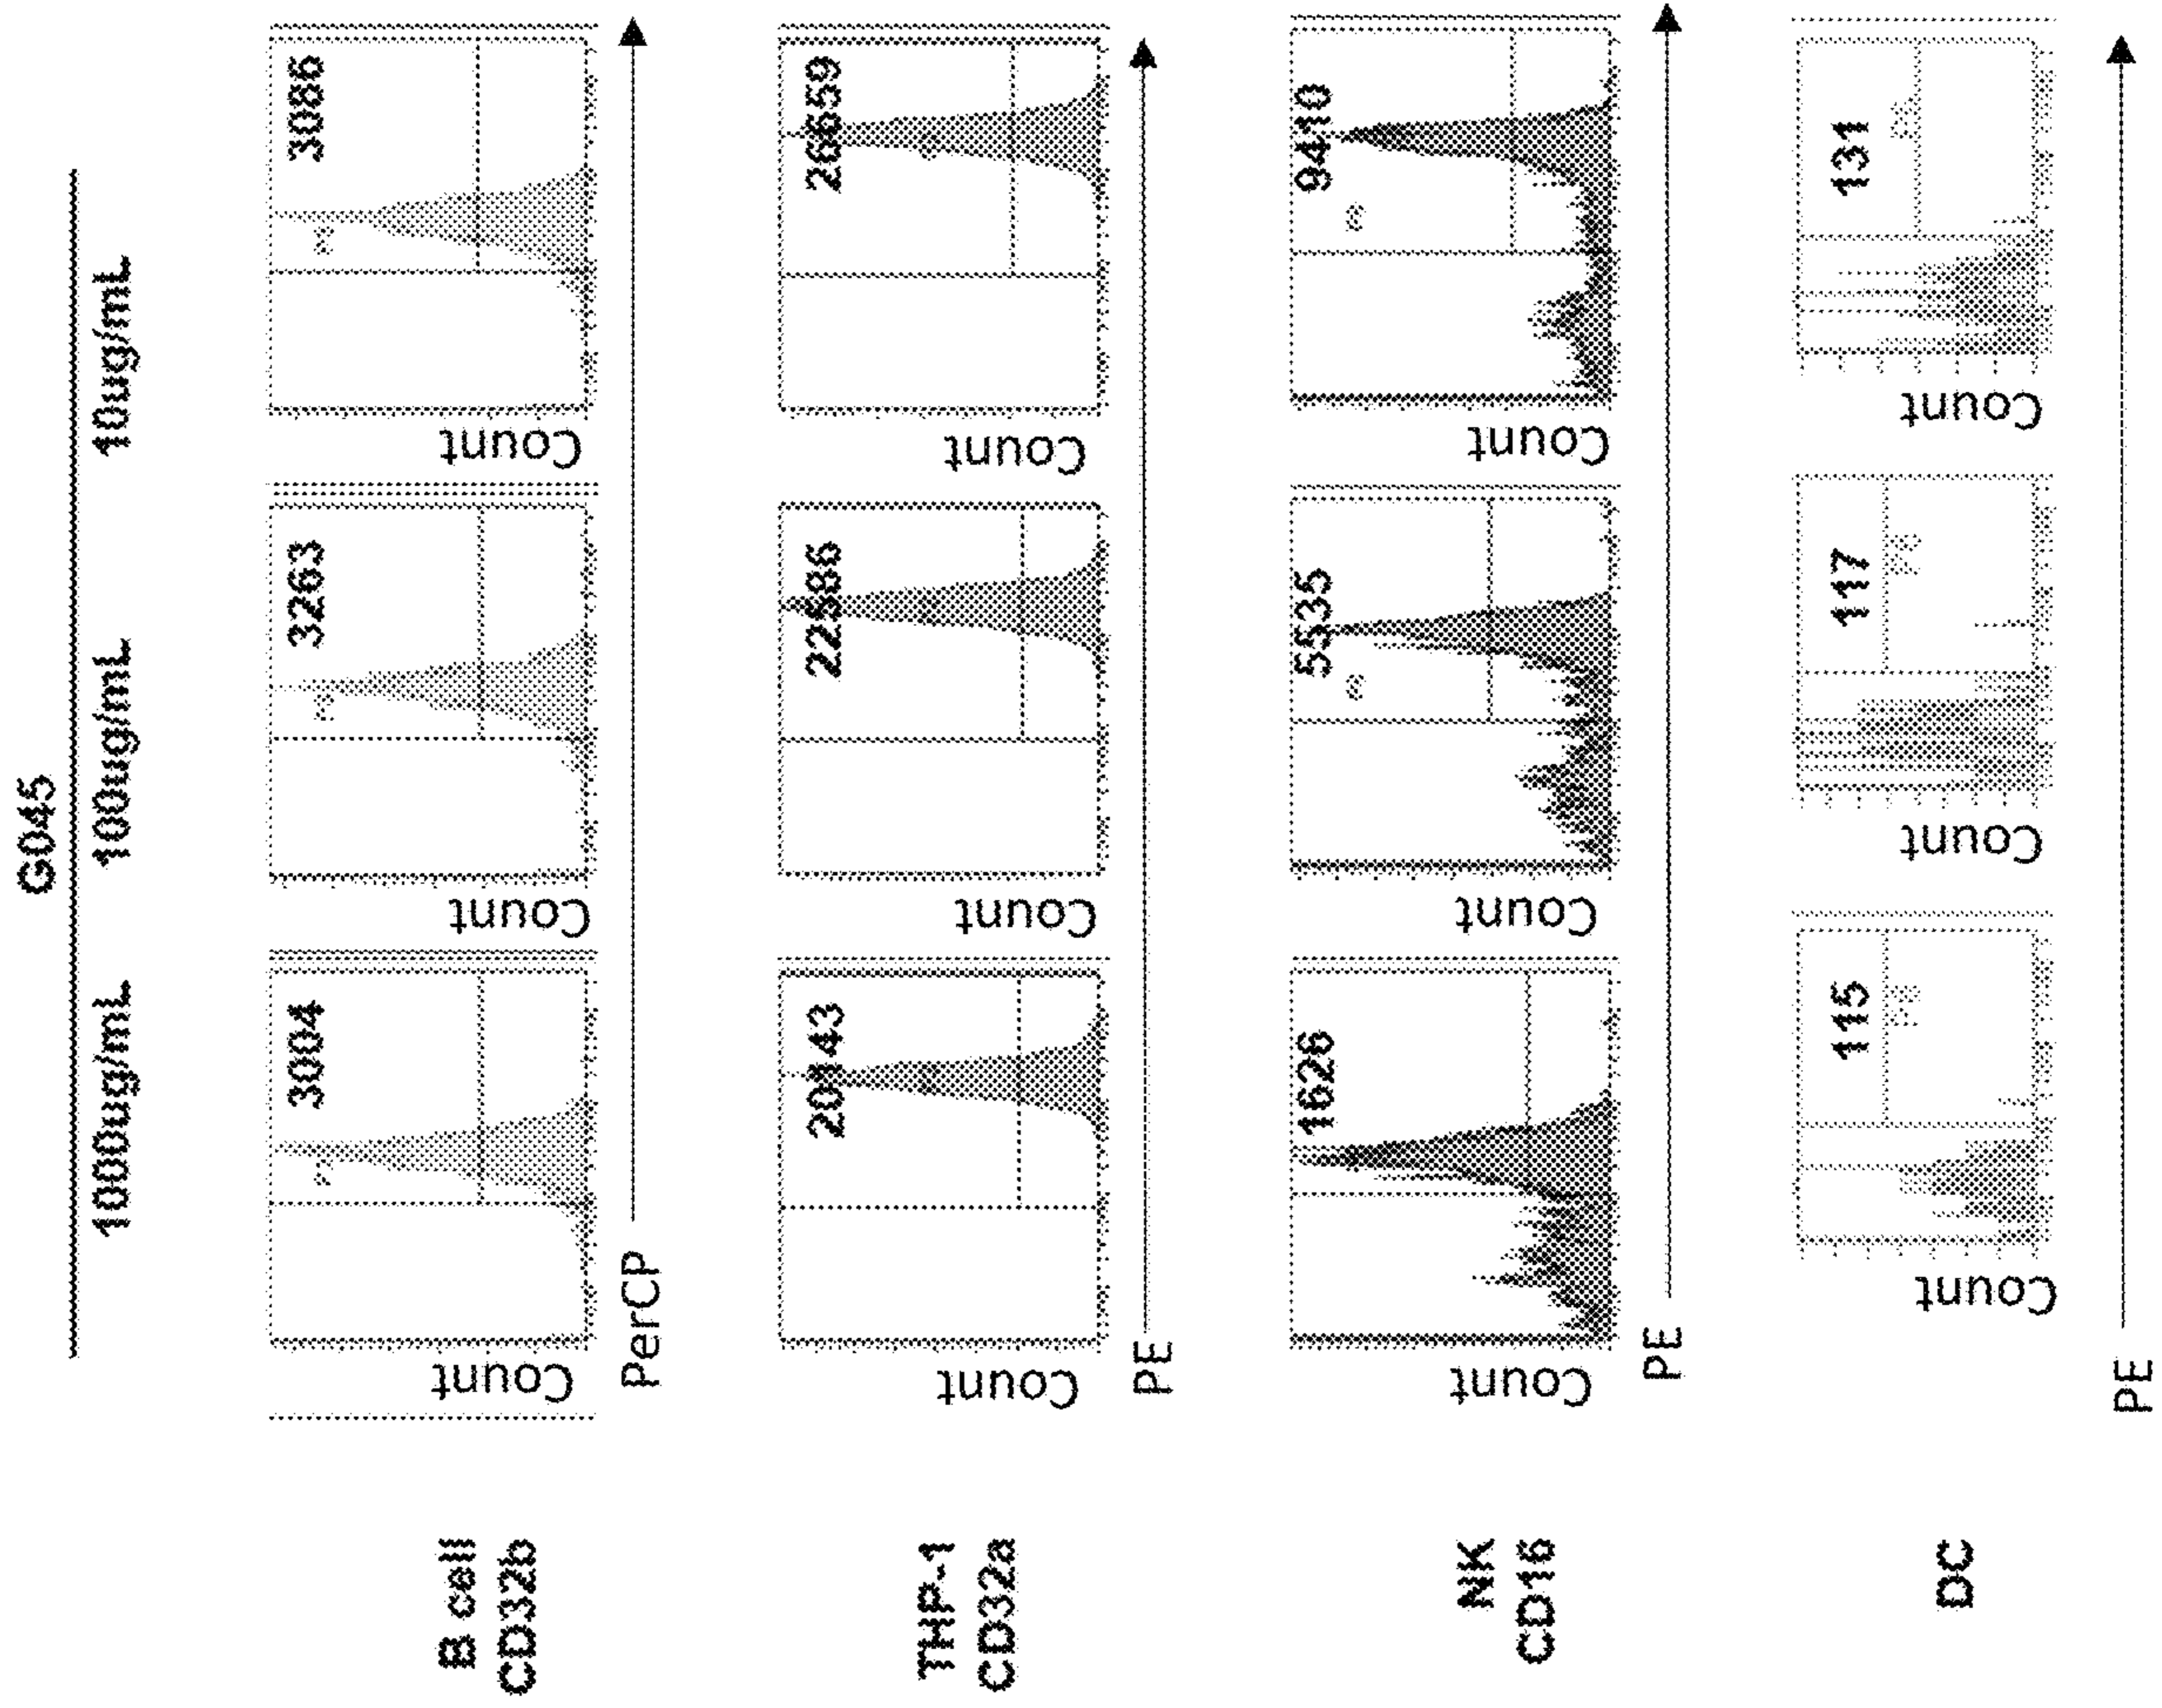 G045
1000ug/mL 100ug/mL 10ug/mL
B cell
CD32b
Count 3004 Count 3263 Count 3086
PerCP
THP-1
CD32a
Count 20143 Count 22586 Count 26659
PE
NK
CD16
Count 1626 Count 5535 Count 9410
PE
DC
Count 115 Count 117 Count 131
PE